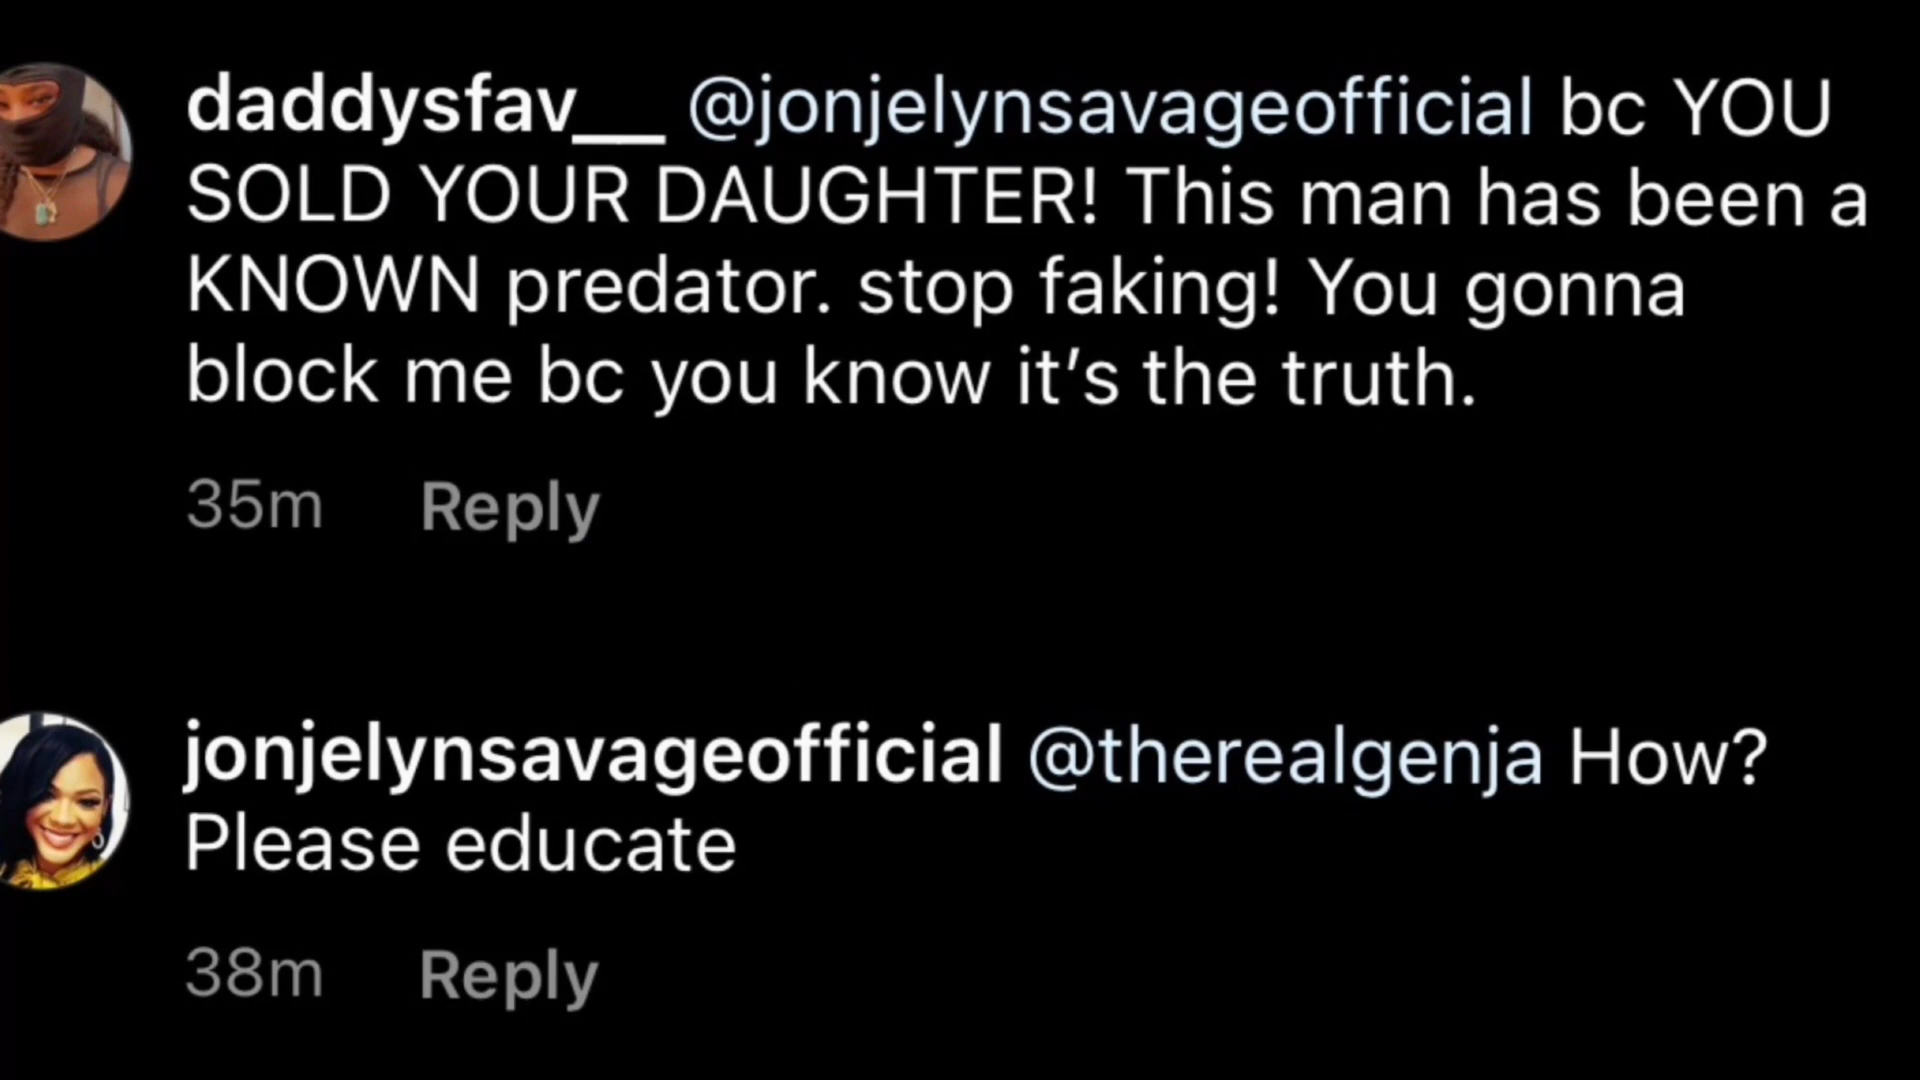 daddysfav__ @jonjelynsavageofficial bc YOU
SOLD YOUR DAUGHTER! This man has been a
KNOWN predator. stop faking! You gonna
block me bc you know it’s the truth.
35m Reply
jonjelynsavageofficial @therealgenja How?
Please educate
38m Reply